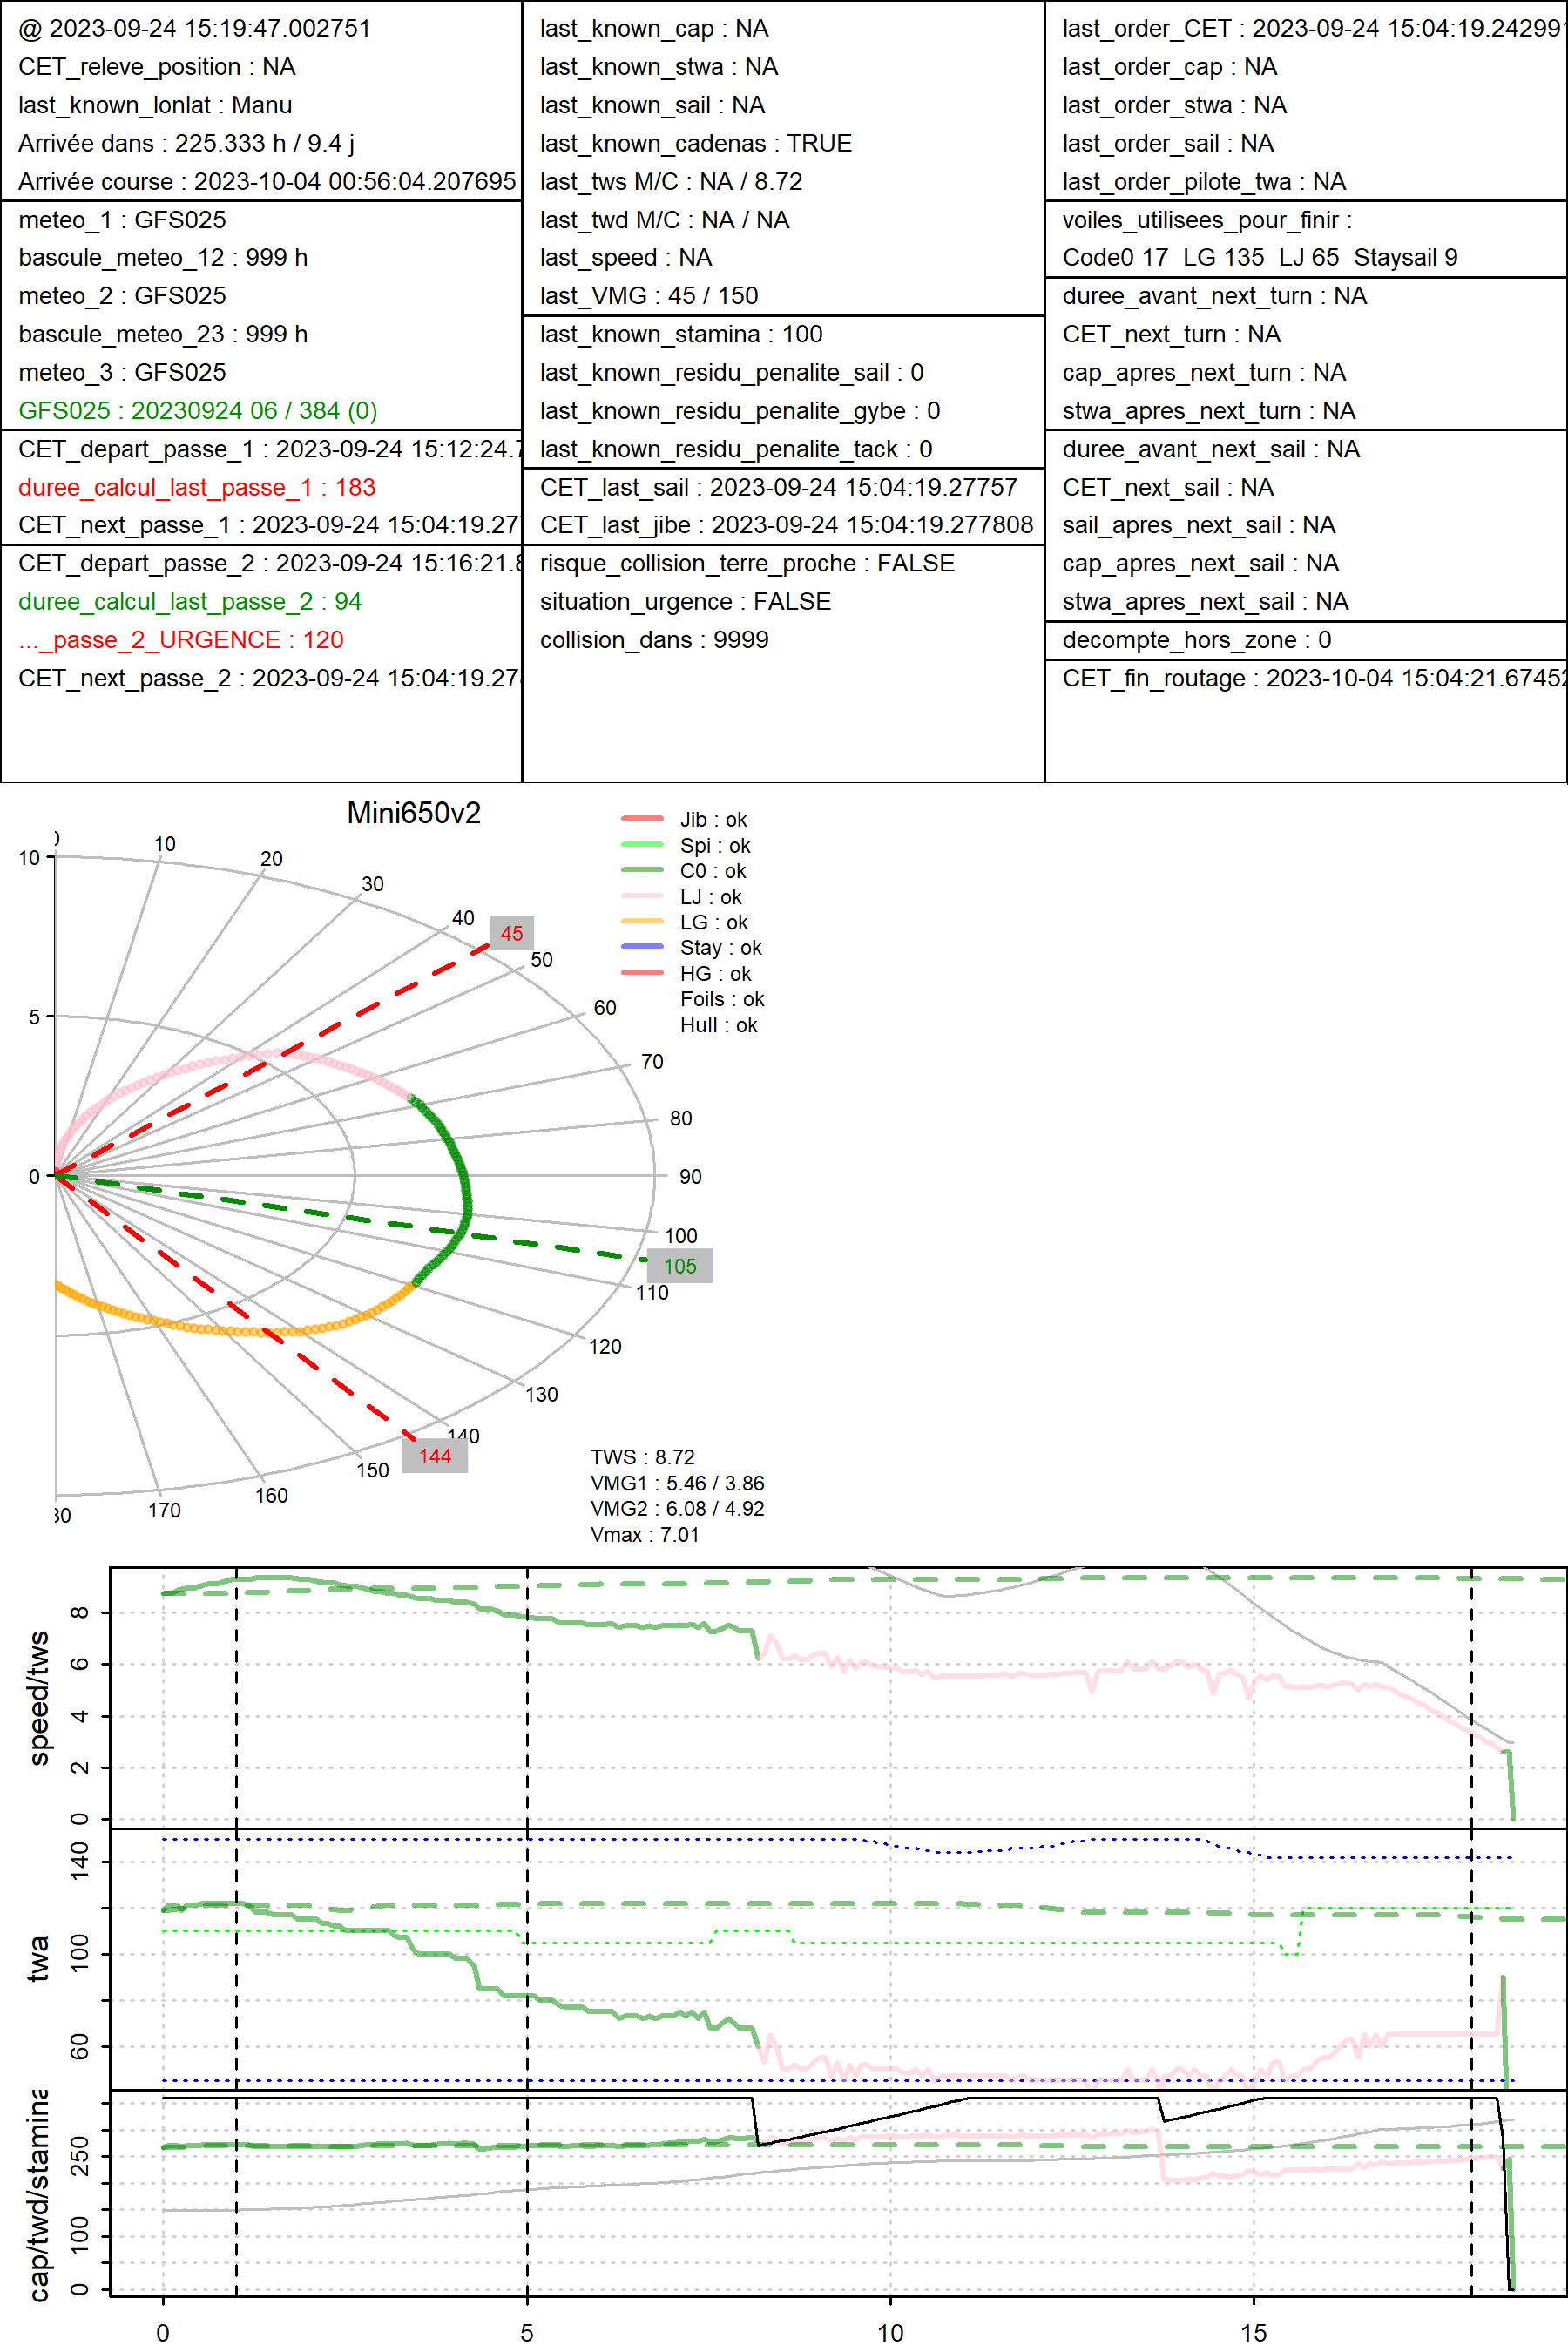 @ 2023-09-24 15:19:47.002751
CET_releve_position : NA
last_known_lonlat : Manu
Arrivée dans : 225.333 h / 9.4 j
Arrivée course : 2023-10-04 00:56:04.207695
meteo_1 : GFS025
bascule_meteo_12 : 999 h
meteo_2 : GFS025
bascule_meteo_23 : 999 h
meteo_3 : GFS025
GFS025 : 20230924 06 / 384 (0)
CET_depart_passe_1 : 2023-09-24 15:12:24.7
duree_calcul_last_passe_1 : 183
CET_next_passe_1 : 2023-09-24 15:04:19.27
CET_depart_passe_2 : 2023-09-24 15:16:21.8
duree_calcul_last_passe_2 : 94
..._passe_2_URGENCE : 120
CET_next_passe_2 : 2023-09-24 15:04:19.27
last_known_cap : NA
last_known_stwa : NA
last_known_sail : NA
last_known_cadenas : TRUE
last_tws M/C : NA / 8.72
last_twd M/C : NA / NA
last_speed : NA
last_VMG : 45 / 150
last_known_stamina : 100
last_known_residu_penalite_sail : 0
last_known_residu_penalite_gybe : 0
last_known_residu_penalite_tack : 0
CET_last_sail : 2023-09-24 15:04:19.27757
CET_last_jibe : 2023-09-24 15:04:19.277808
risque_collision_terre_proche : FALSE
situation_urgence : FALSE
collision_dans : 9999
last_order_CET : 2023-09-24 15:04:19.24299
last_order_cap : NA
last_order_stwa : NA
last_order_sail : NA
last_order_pilote_twa : NA
voiles_utilisees_pour_finir :
Code0 17 LG 135 LJ 65 Staysail 9
duree_avant_next_turn : NA
CET_next_turn : NA
cap_apres_next_turn : NA
stwa_apres_next_turn : NA
duree_avant_next_sail : NA
CET_next_sail : NA
sail_apres_next_sail : NA
cap_apres_next_sail : NA
stwa_apres_next_sail : NA
decompte_hors_zone : 0
CET_fin_routage : 2023-10-04 15:04:21.67452
Mini650v2
Jib : ok
Spi : ok
C0 : ok
LJ : ok
LG : ok
Stay : ok
HG : ok
Foils : ok
Hull : ok
10
5
0
0
10
20
30
40
45
50
60
70
80
90
100
105
110
120
130
140
144
150
160
170
80
TWS : 8.72
VMG1 : 5.46 / 3.86
VMG2 : 6.08 / 4.92
Vmax : 7.01
speed/tws
8
6
4
2
0
twa
140
100
60
cap/twd/stamina
250
100
0
0
5
10
15